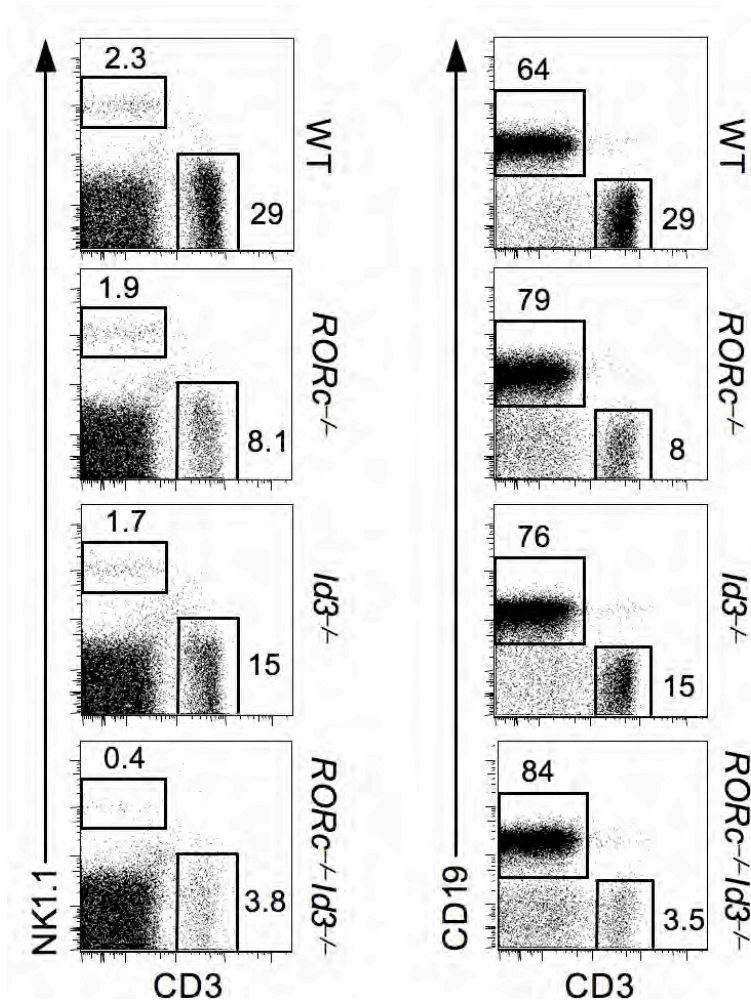 2.3
29
WT
1.9
8.1
RORc–/–
1.7
15
Id3–/–
0.4
3.8
RORc–/–Id3–/–
NK1.1
CD3
64
29
WT
79
8
RORc–/–
76
15
Id3–/–
84
3.5
RORc–/–Id3–/–
CD19
CD3